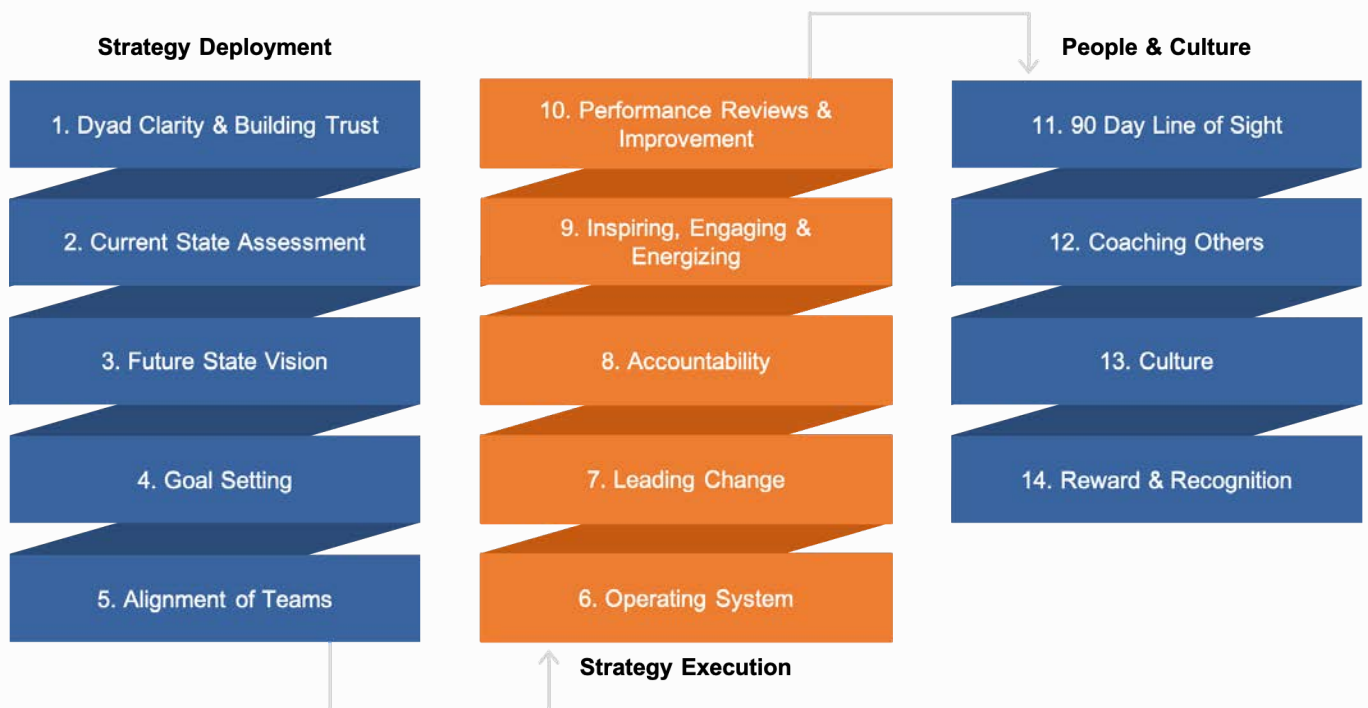 Strategy Deployment
1. Dyad Clarity & Building Trust
2. Current State Assessment
3. Future State Vision
4. Goal Setting
5. Alignment of Teams
10. Performance Reviews &
Improvement
9. Inspiring, Engaging &
Energizing
8. Accountability
7. Leading Change
6. Operating System
Strategy Execution
People & Culture
11. 90 Day Line of Sight
12. Coaching Others
13. Culture
14. Reward & Recognition